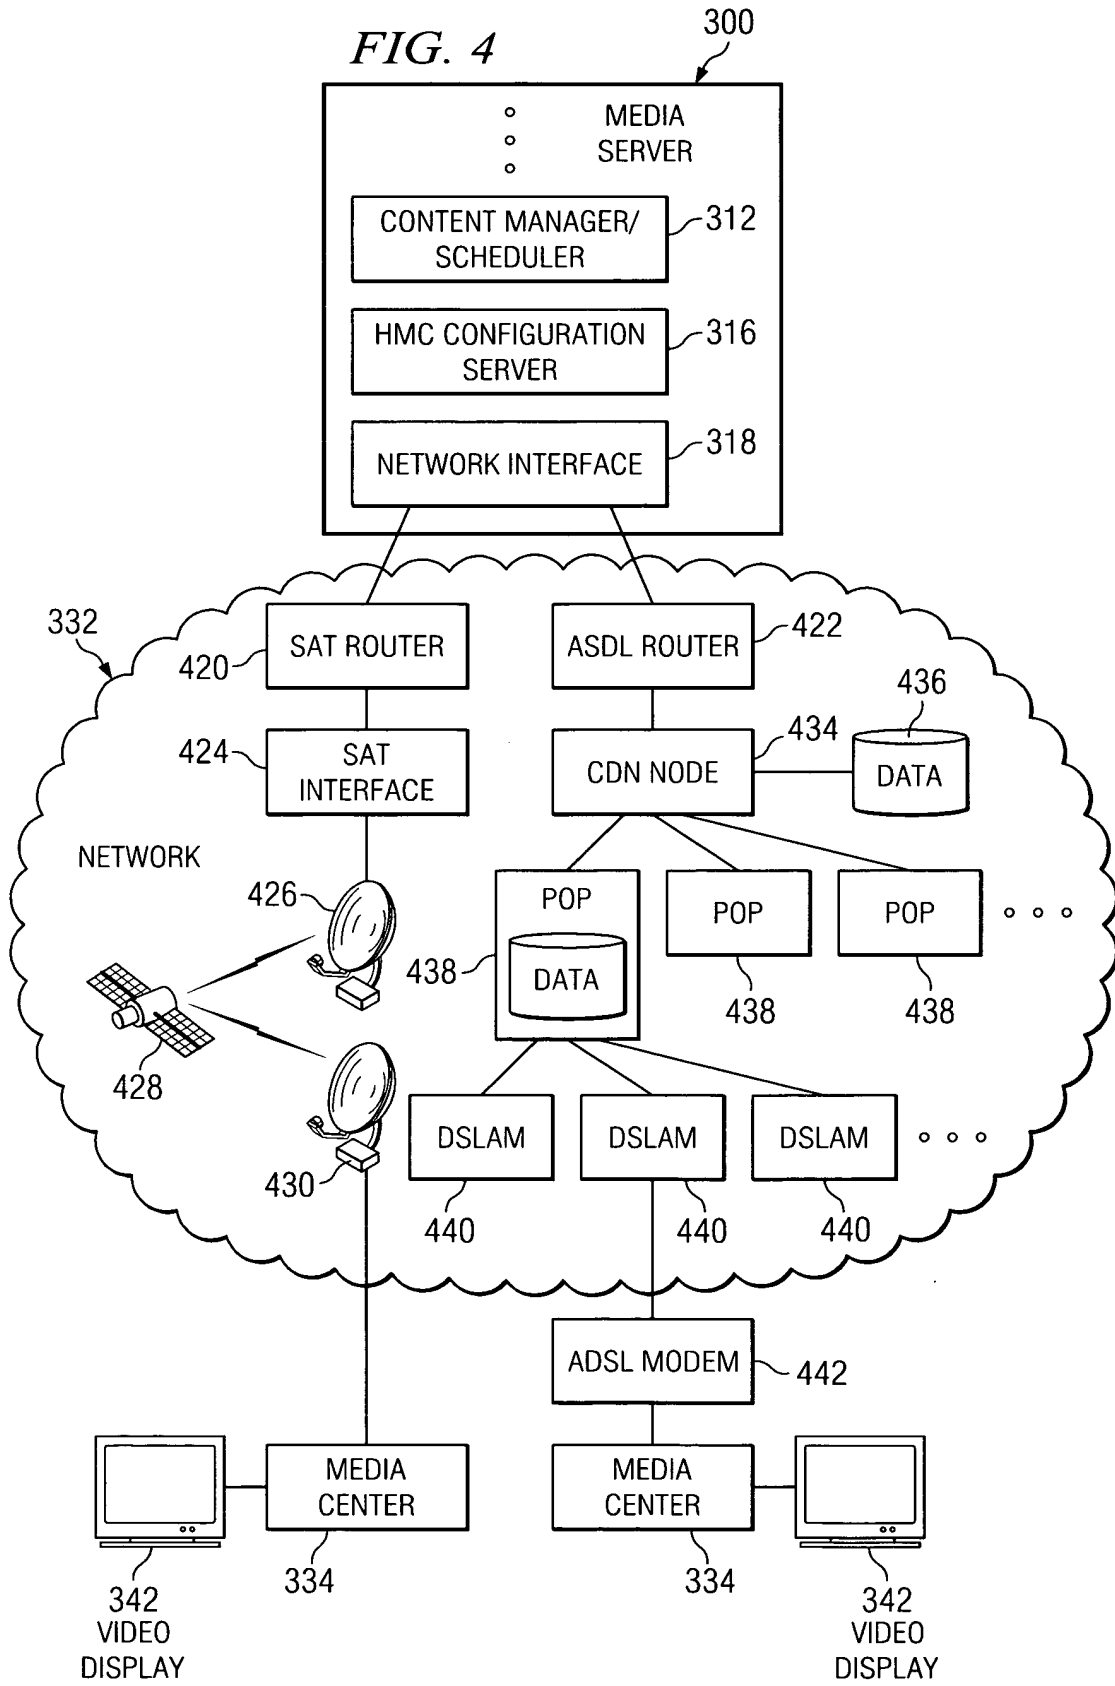 FIG. 4
300
MEDIA
SERVER
CONTENT MANAGER/
SCHEDULER
312
HMC CONFIGURATION
SERVER
316
NETWORK INTERFACE
318
332
SAT ROUTER
420
ASDL ROUTER
422
SAT
INTERFACE
424
CDN NODE
434
436
DATA
NETWORK
426
428
430
POP
DATA
438
POP
438
POP
438
DSLAM
440
DSLAM
440
DSLAM
440
ADSL MODEM
442
MEDIA
CENTER
334
MEDIA
CENTER
334
342
VIDEO
DISPLAY
342
VIDEO
DISPLAY